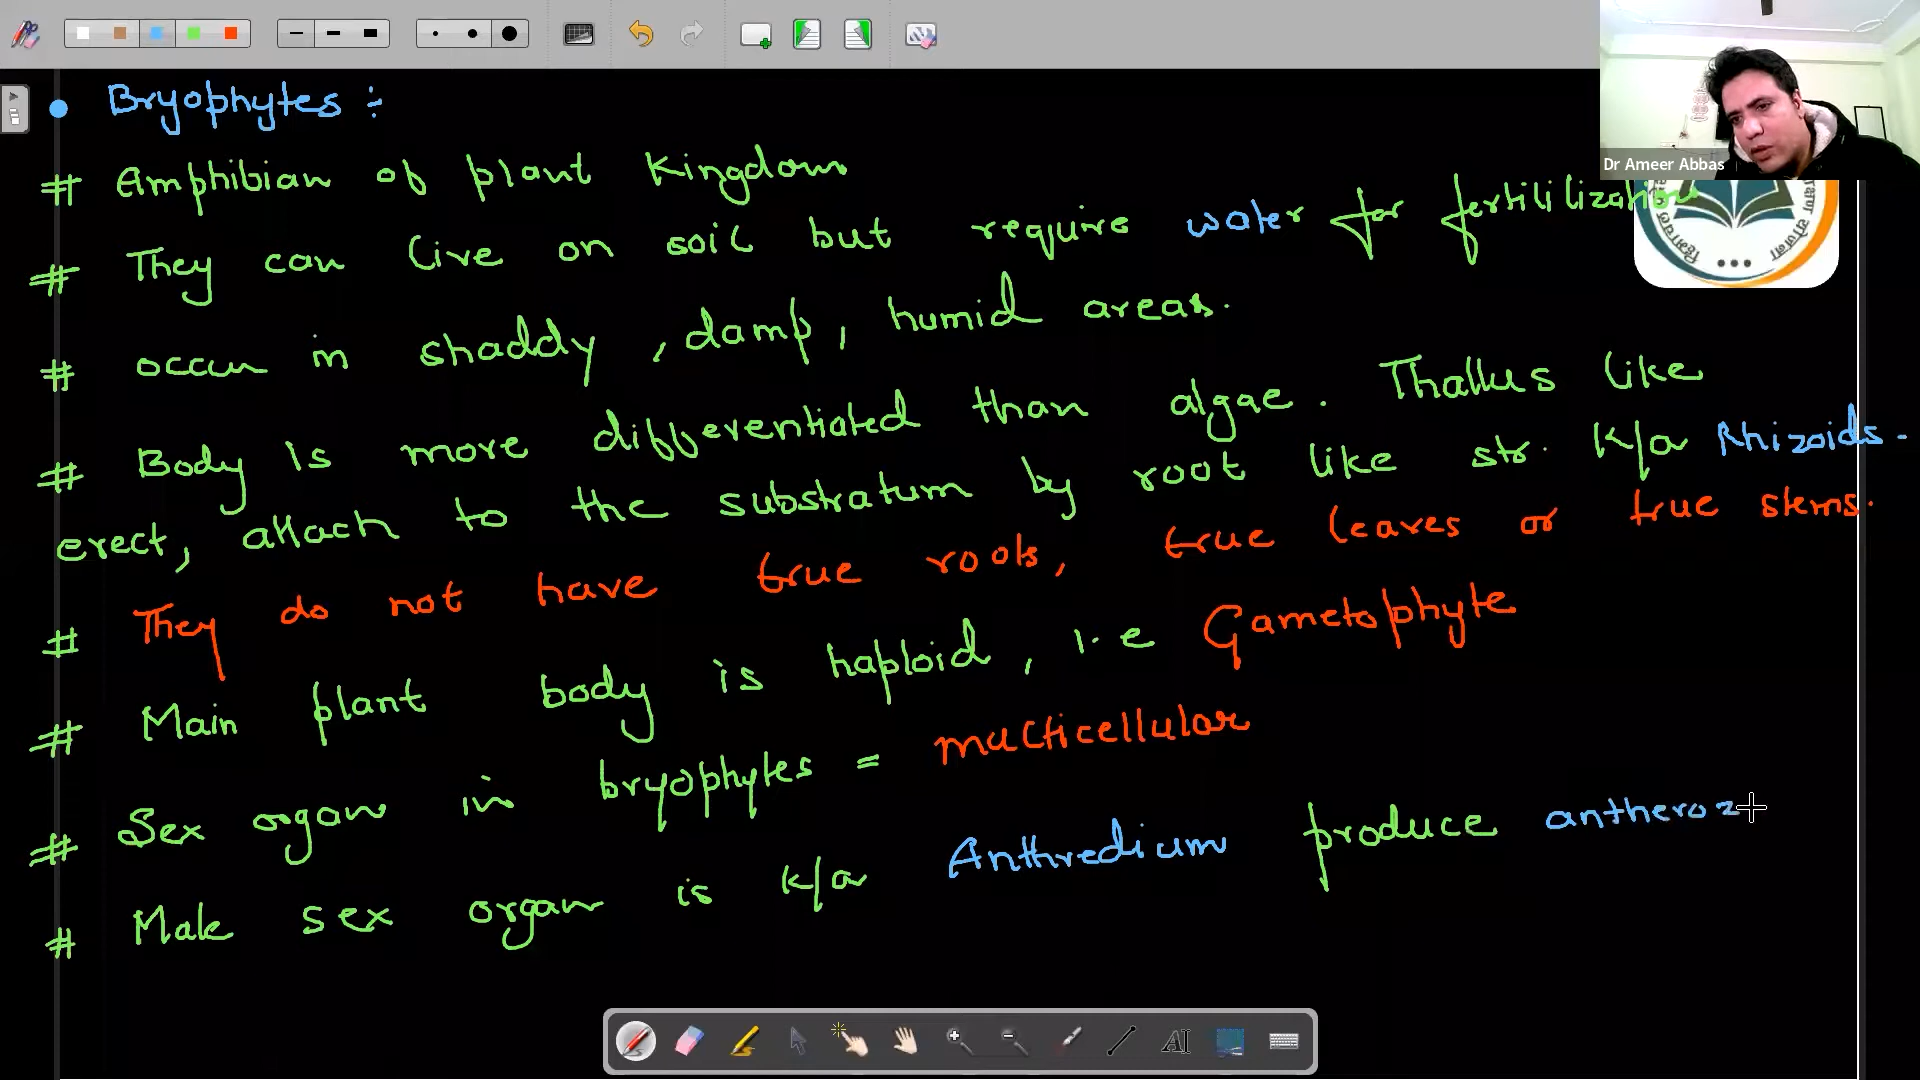 Bryophytes ÷
Dr Ameer Abbas
# Amphibian of plant Kingdom
# They can live on soil but require water for fertililization
# occur in shaddy, damp, humid areas.
# Body is more differentiated than algae. Thallus like
erect, attach to the substratum by root like str. k/a Rhizoids.
# They do not have true roots, true leaves or true stems.
# Main plant body is haploid, i.e Gametophyte
# Sex organ in bryophytes = multicellular
# Male sex organ is k/a Anthredium produce antheroz